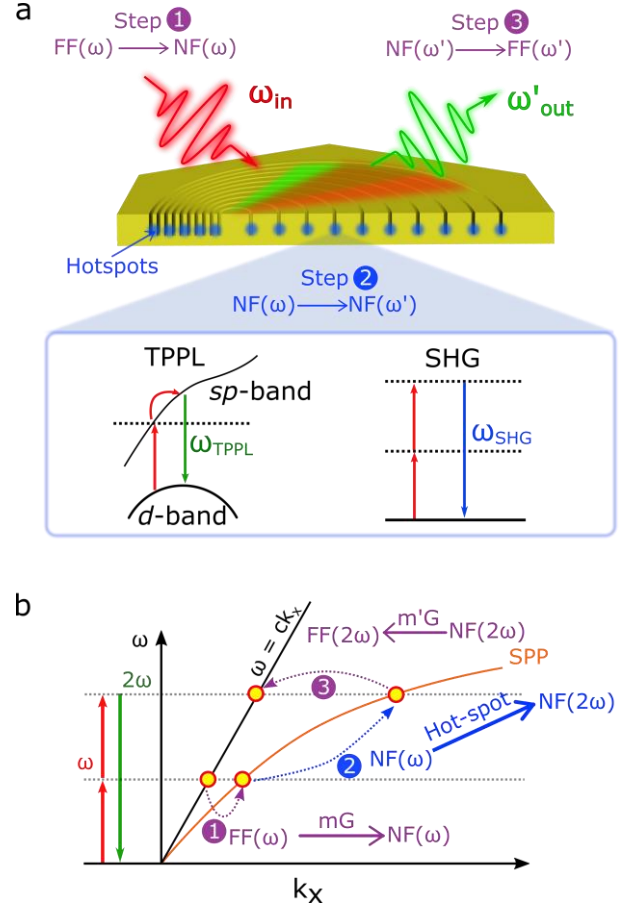 a
Step 1
FF(ω) → NF(ω)
Step 3
NF(ω') → FF(ω')
ω_in
ω'_out
Hotspots
Step 2
NF(ω) → NF(ω')
TPPL
sp-band
ω_TPPL
d-band
SHG
ω_SHG
b
ω
ω = ck_x
m'G
FF(2ω) ← NF(2ω)
SPP
2ω
3
Hot-spot
NF(2ω)
NF(ω)
2
ω
mG
1 FF(ω) → NF(ω)
k_x